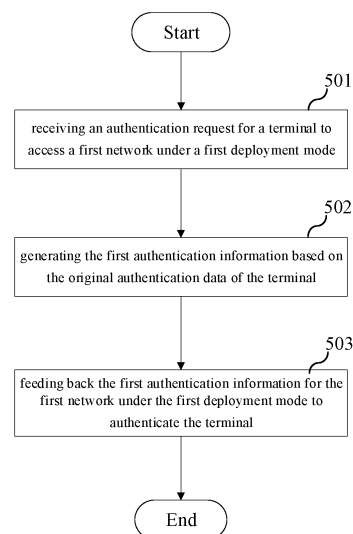 Start
501
receiving an authentication request for a terminal to
access a first network under a first deployment mode
502
generating the first authentication information based on
the original authentication data of the terminal
503
feeding back the first authentication information for the
first network under the first deployment mode to
authenticate the terminal
End